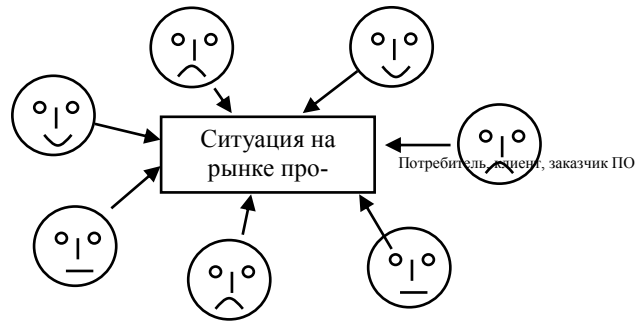 Ситуация на
рынке про-
Потребитель, клиент, заказчик ПО